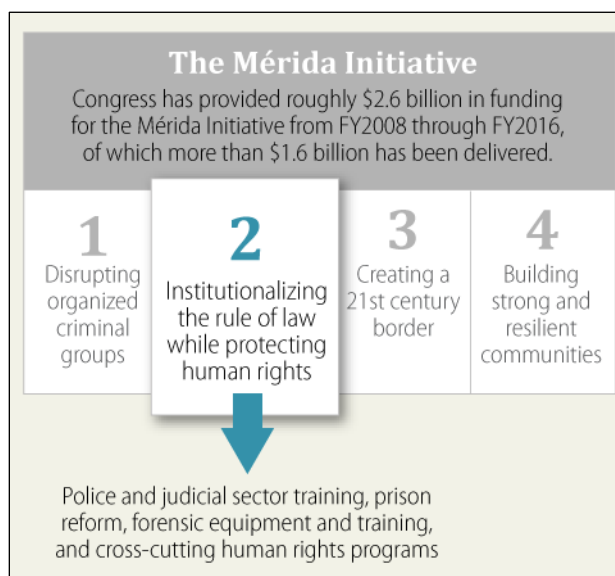 The Mérida Initiative
Congress has provided roughly $2.6 billion in funding
for the Mérida Initiative from FY2008 through FY2016,
of which more than $1.6 billion has been delivered.
1
Disrupting
organized
criminal
groups
2
Institutionalizing
the rule of law
while protecting
human rights
3
Creating a
21st century
border
4
Building
strong and
resilient
communities
Police and judicial sector training, prison
reform, forensic equipment and training,
and cross-cutting human rights programs